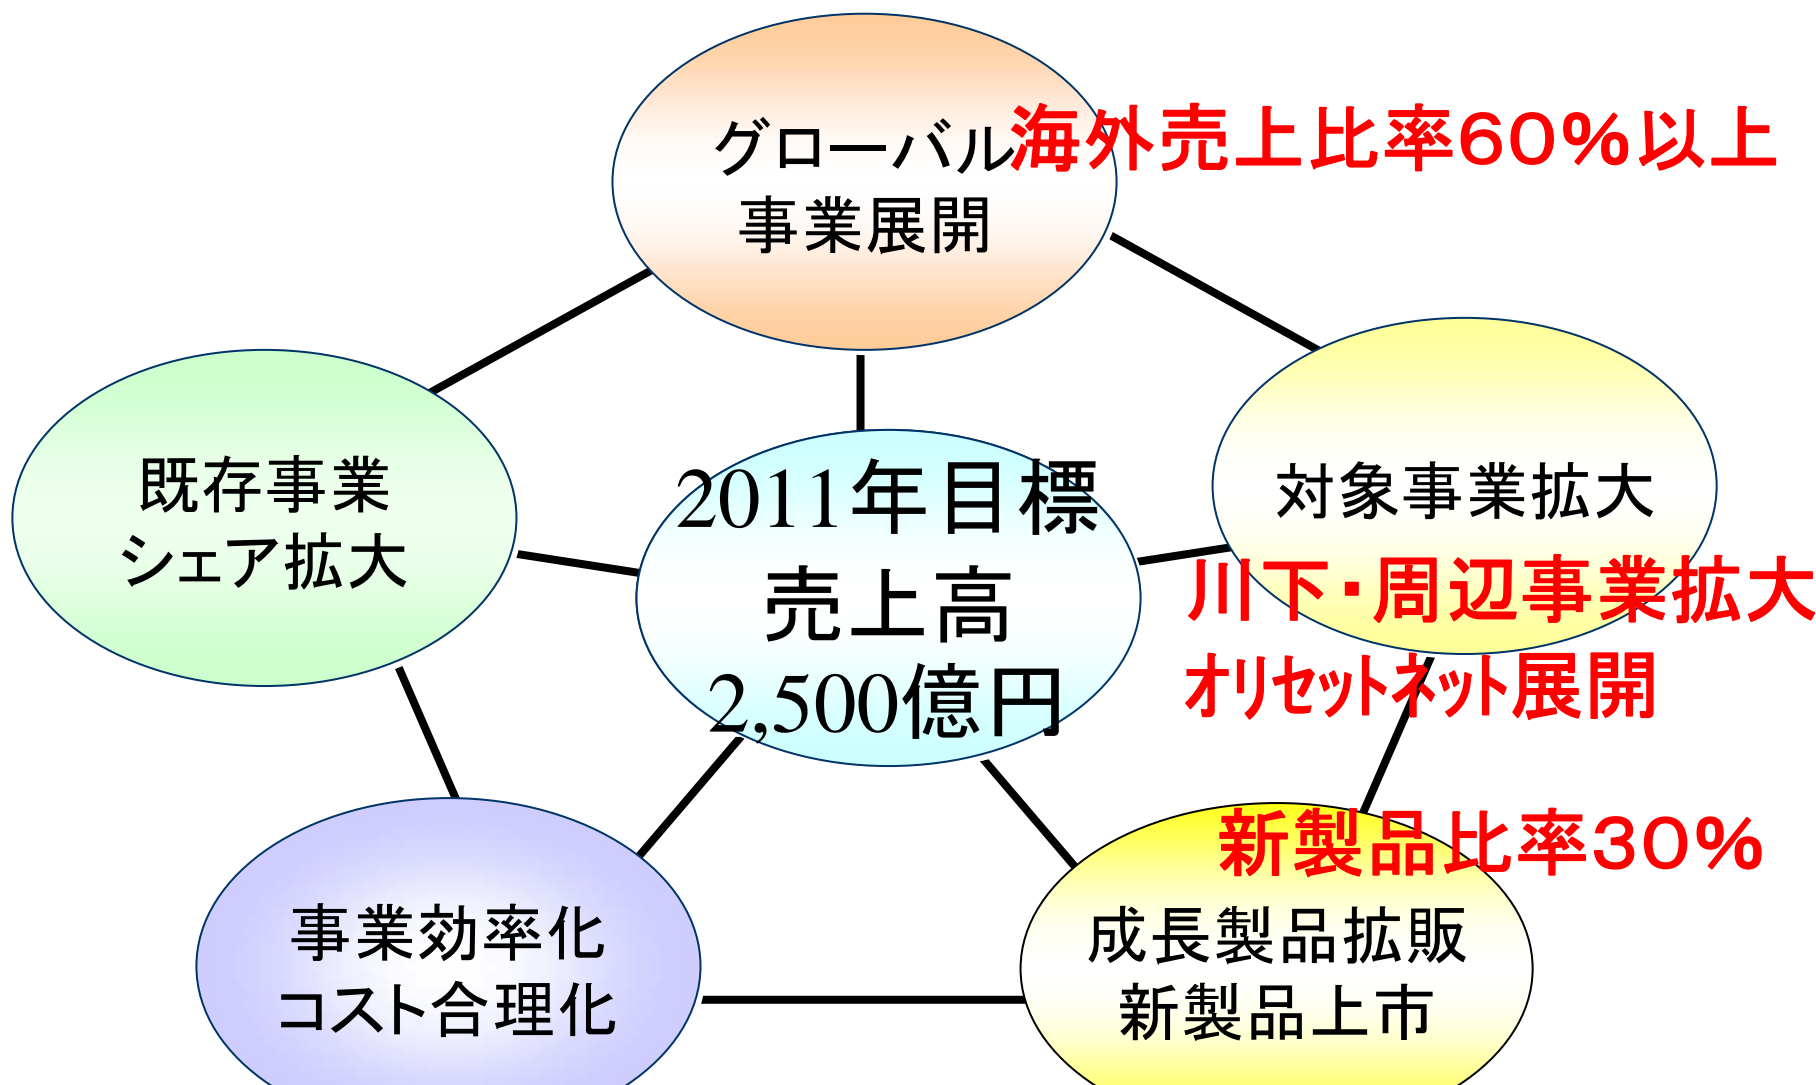 グローバル
事業展開
海外売上比率60%以上
既存事業
シェア拡大
2011年目標
売上高
2,500億円
対象事業拡大
川下・周辺事業拡大
オリセットネット展開
新製品比率30%
事業効率化
コスト合理化
成長製品拡販
新製品上市